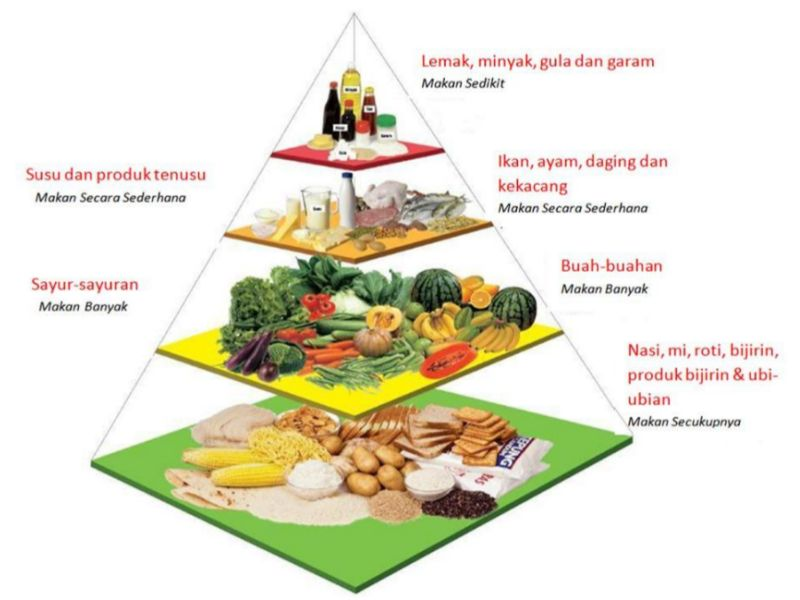 Lemak, minyak, gula dan garam
Makan Sedikit
Susu dan produk tenusu
Makan Secara Sederhana
Ikan, ayam, daging dan
kekacang
Makan Secara Sederhana
Sayur-sayuran
Makan Banyak
Buah-buahan
Makan Banyak
Nasi, mi, roti, bijirin,
produk bijirin & ubi-
ubian
Makan Secukupnya